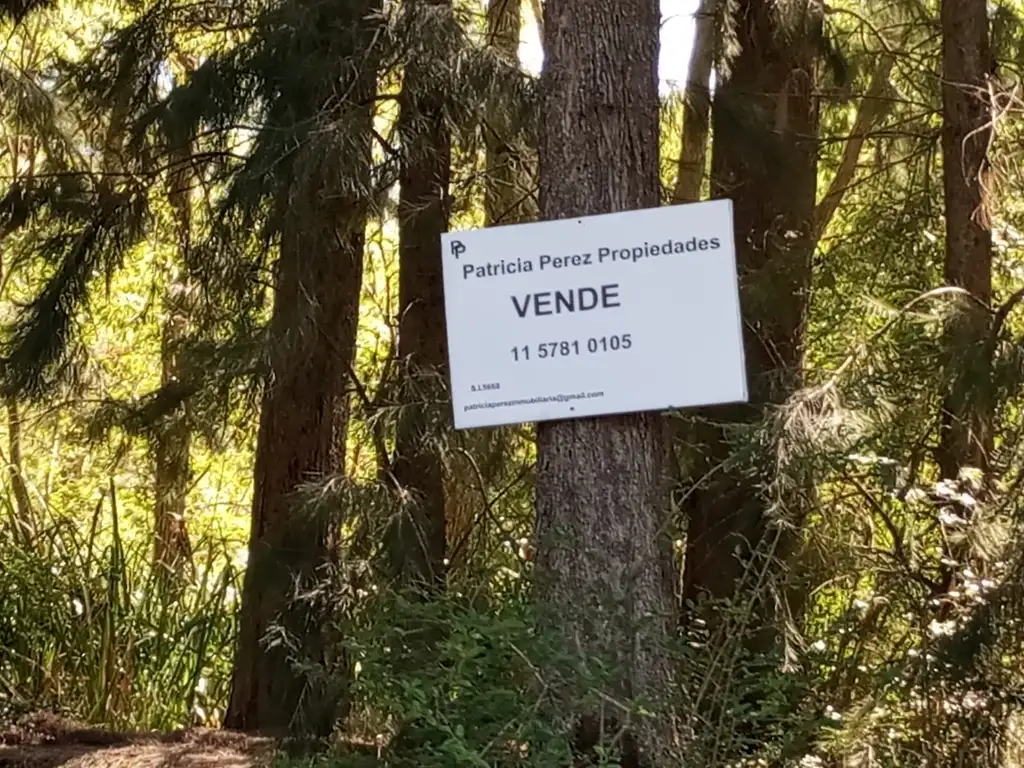 PP
Patricia Perez Propiedades
VENDE
11 5781 0105
patriciaperezinmobiliaria@gmail.com